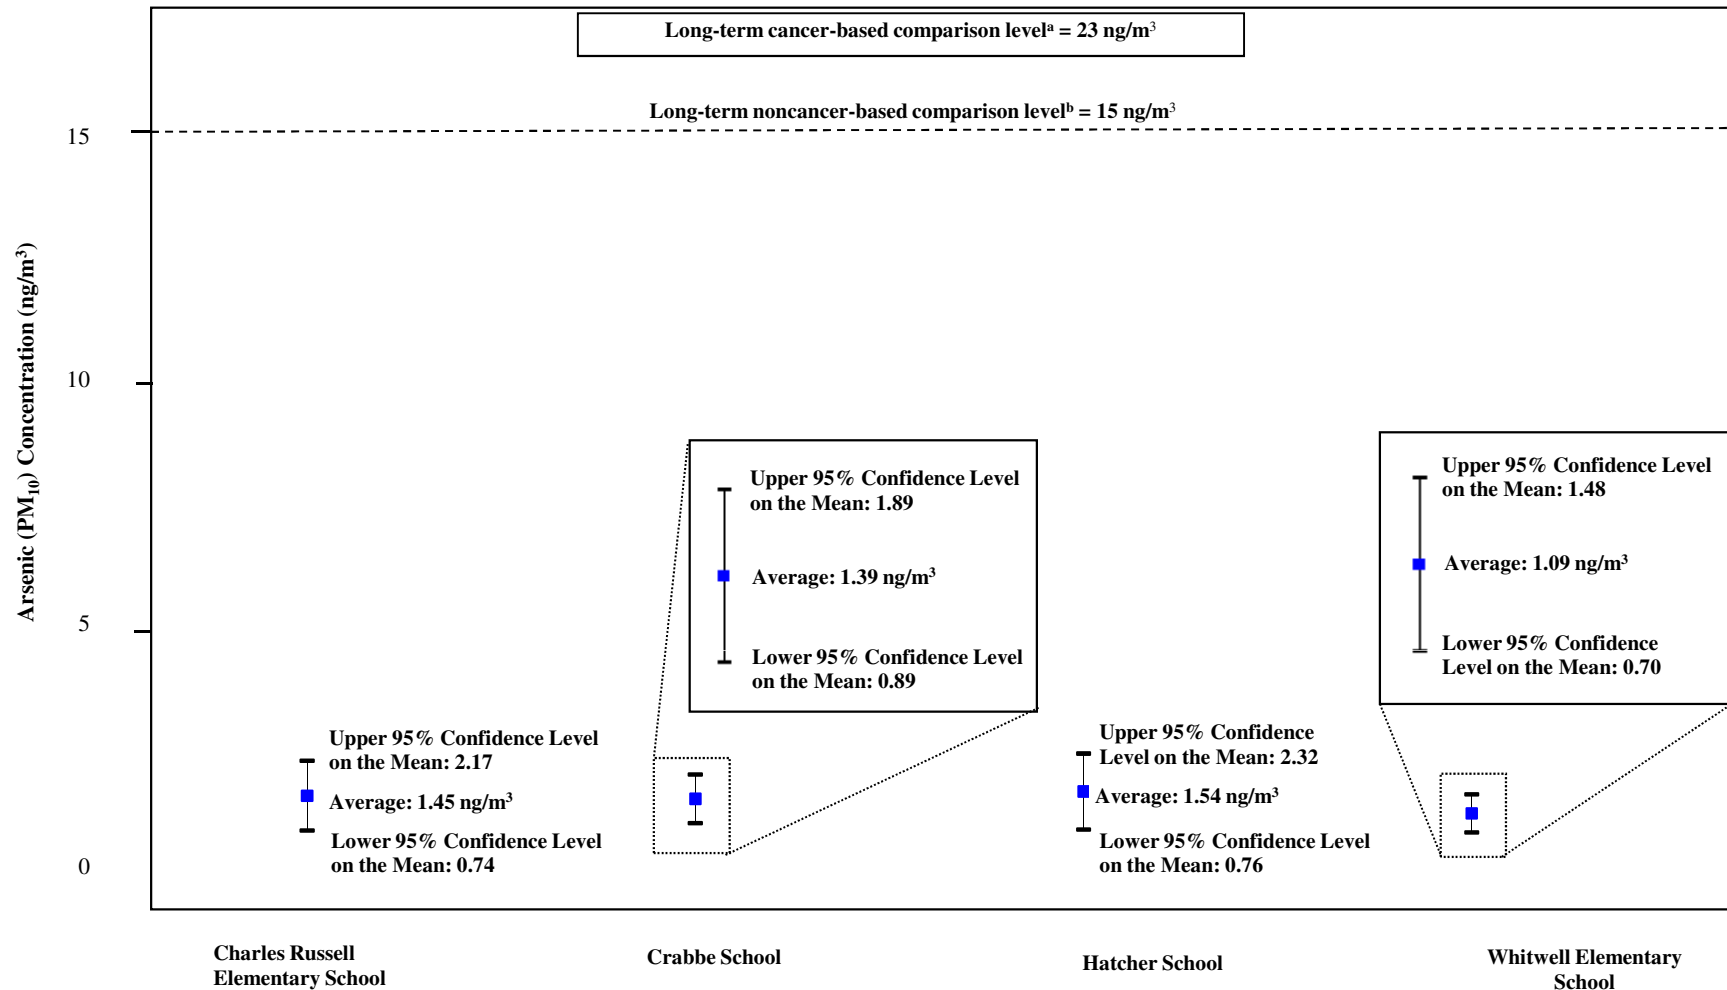 Long-term cancer-based comparison levelᵃ = 23 ng/m³
Long-term noncancer-based comparison levelᵇ = 15 ng/m³
Arsenic (PM₁₀) Concentration (ng/m³)
15
10
5
0
Upper 95% Confidence Level
on the Mean: 2.17
Average: 1.45 ng/m³
Lower 95% Confidence Level
on the Mean: 0.74
Upper 95% Confidence Level
on the Mean: 1.89
Average: 1.39 ng/m³
Lower 95% Confidence Level
on the Mean: 0.89
Upper 95% Confidence
Level on the Mean: 2.32
Average: 1.54 ng/m³
Lower 95% Confidence Level
on the Mean: 0.76
Upper 95% Confidence Level
on the Mean: 1.48
Average: 1.09 ng/m³
Lower 95% Confidence
Level on the Mean: 0.70
Charles Russell
Elementary School
Crabbe School
Hatcher School
Whitwell Elementary
School